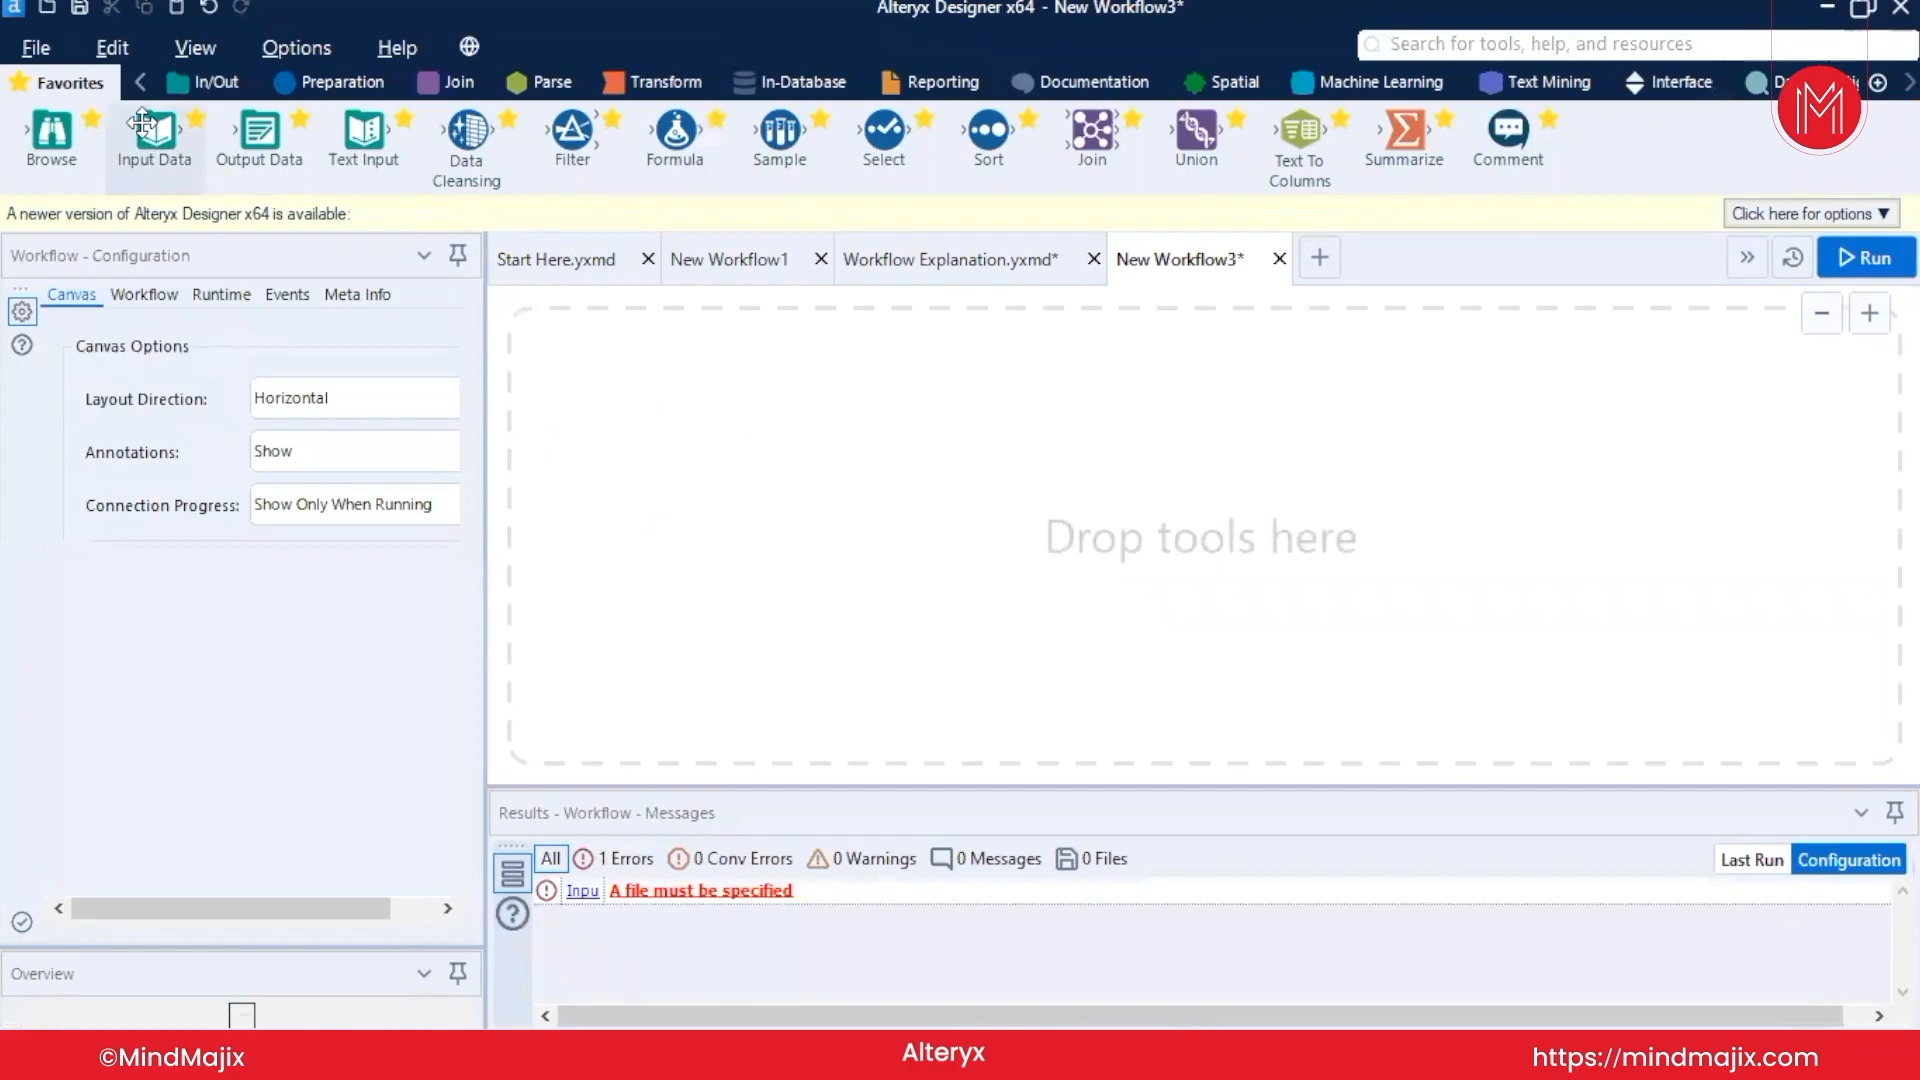 Alteryx Designer x64 - New Workflow3*
File Edit View Options Help
Search for tools, help, and resources
Favorites In/Out Preparation Join Parse Transform In-Database Reporting Documentation Spatial Machine Learning Text Mining Interface
Browse Input Data Output Data Text Input Data Cleansing Filter Formula Sample Select Sort Join Union Text To Columns Summarize Comment
A newer version of Alteryx Designer x64 is available:
Click here for options ▼
Workflow - Configuration
Start Here.yxmd New Workflow1 Workflow Explanation.yxmd* New Workflow3*
Run
Canvas Workflow Runtime Events Meta Info
Canvas Options
Layout Direction: Horizontal
Annotations: Show
Connection Progress: Show Only When Running
Drop tools here
Results - Workflow - Messages
All 1 Errors 0 Conv Errors 0 Warnings 0 Messages 0 Files
Last Run Configuration
Inpu A file must be specified
Overview
©MindMajix
Alteryx
https://mindmajix.com